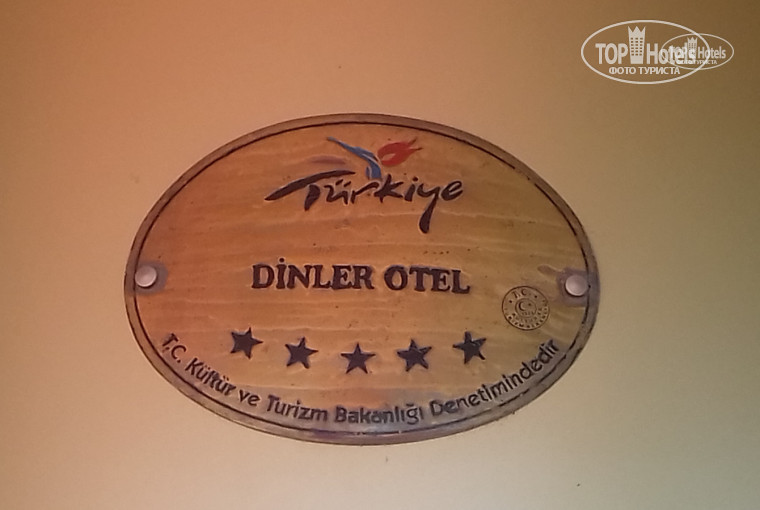 TOP Hotels
ФОТО ТУРИСТА
Türkiye
DİNLER OTEL
T.C.
T.C. Kültür ve Turizm Bakanlığı Denetimindedir